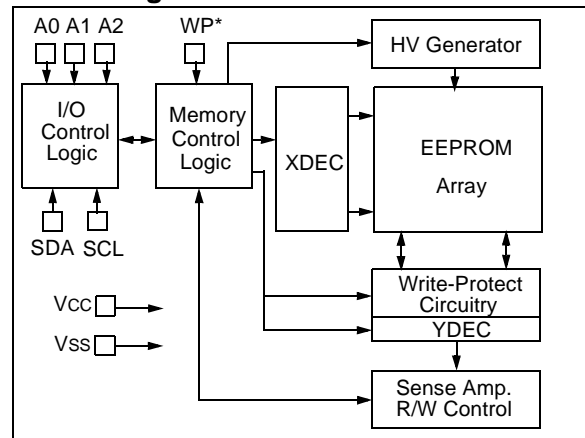 A0 A1 A2
WP*
HV Generator
I/O
Control
Logic
Memory
Control
Logic
XDEC
EEPROM
Array
SDA SCL
Write-Protect
Circuitry
YDEC
VCC
VSS
Sense Amp.
R/W Control